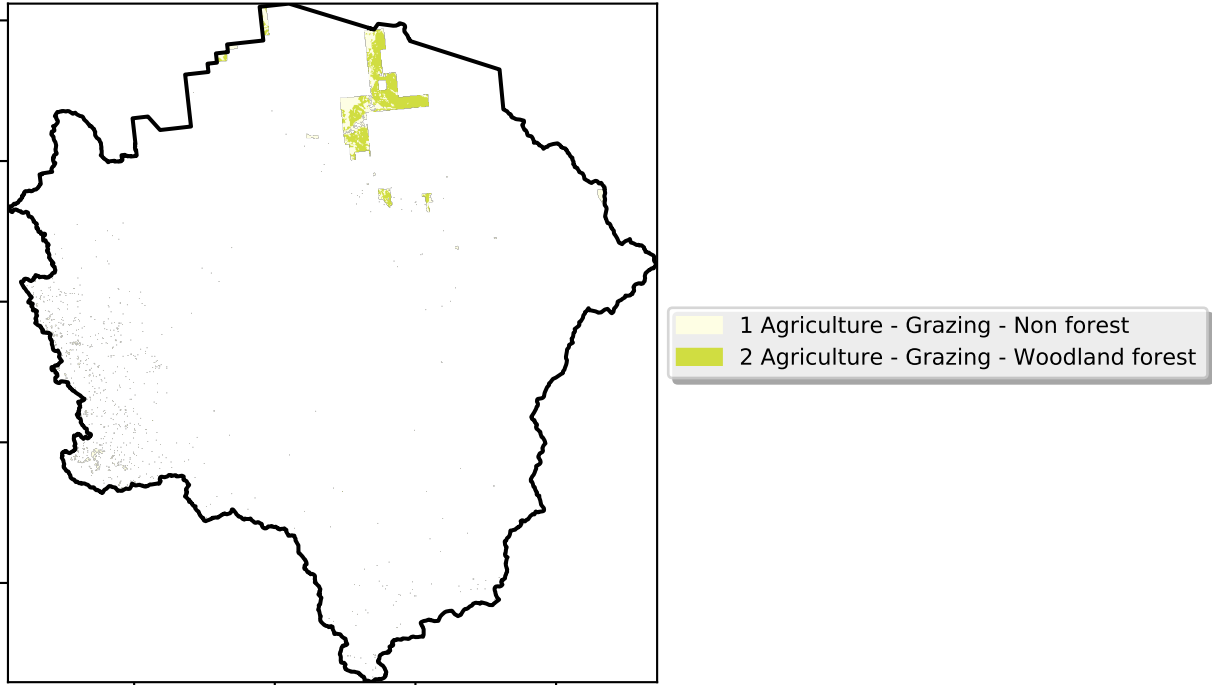 1 Agriculture - Grazing - Non forest
2 Agriculture - Grazing - Woodland forest